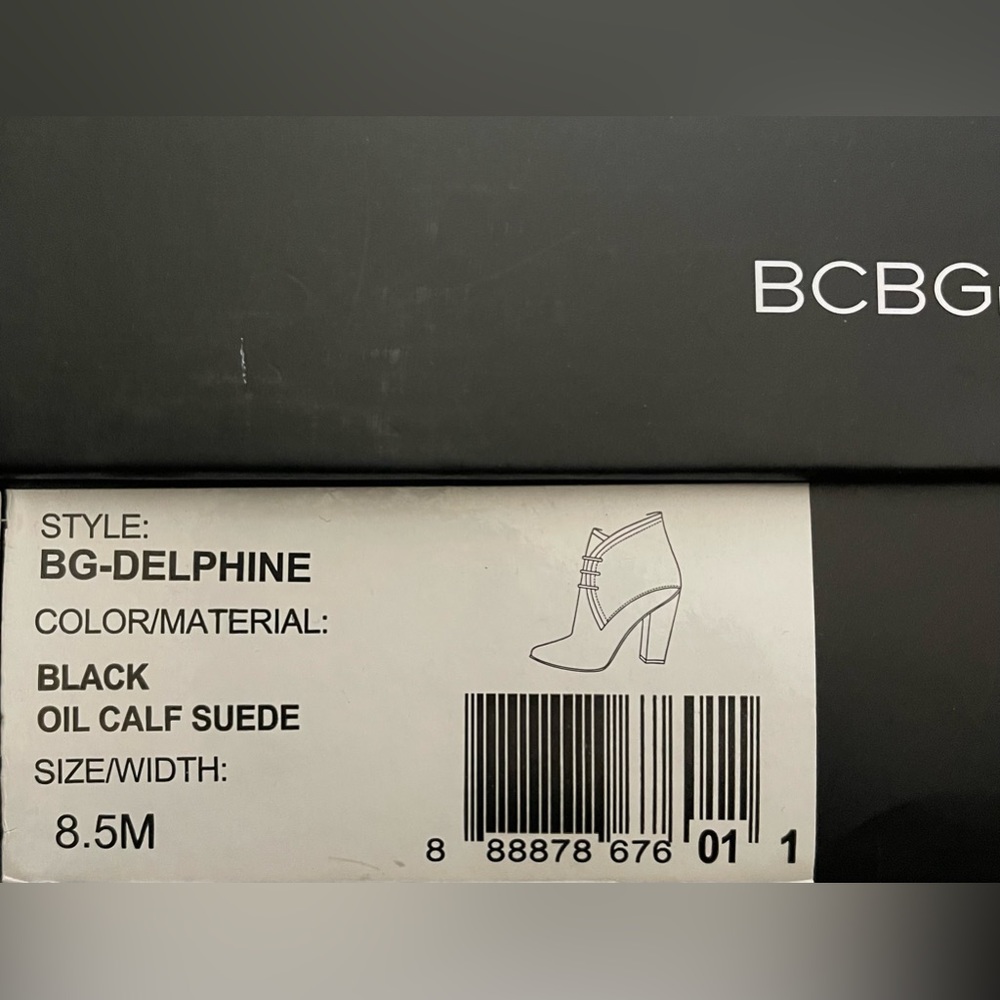 BCBG
STYLE:
BG-DELPHINE
COLOR/MATERIAL:
BLACK
OIL CALF SUEDE
SIZE/WIDTH:
8.5M
8 88878 676 01 1